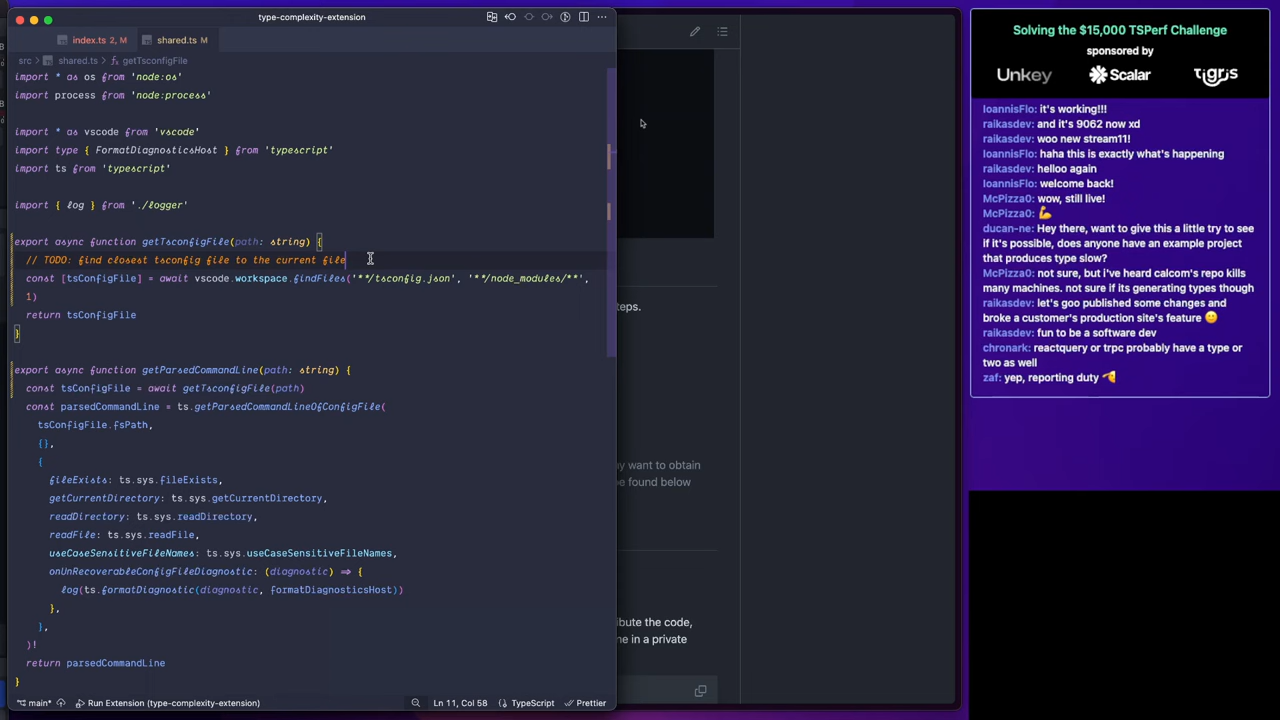 type-complexity-extension
index.ts 2, M
shared.ts M
src > shared.ts > getTsconfigFile
import * as os from 'node:os'
import process from 'node:process'
import * as vscode from 'vscode'
import type { FormatDiagnosticsHost } from 'typescript'
import ts from 'typescript'
import { log } from './logger'
export async function getTsconfigFile(path: string) {
// TODO: find closest tsconfig file to the current file
const [tsConfigFile] = await vscode.workspace.findFiles('**/tsconfig.json', '**/node_modules/**',
1)
return tsConfigFile
}
export async function getParsedCommandLine(path: string) {
const tsConfigFile = await getTsconfigFile(path)
const parsedCommandLine = ts.getParsedCommandLineOfConfigFile(
tsConfigFile.fsPath,
{},
{
fileExists: ts.sys.fileExists,
getCurrentDirectory: ts.sys.getCurrentDirectory,
readDirectory: ts.sys.readDirectory,
readFile: ts.sys.readFile,
useCaseSensitiveFileNames: ts.sys.useCaseSensitiveFileNames,
onUnRecoverableConfigFileDiagnostic: (diagnostic) => {
log(ts.formatDiagnostic(diagnostic, formatDiagnosticsHost))
},
},
)!
return parsedCommandLine
}
main*
Run Extension (type-complexity-extension)
Ln 11, Col 58
TypeScript
Prettier
teps.
ay want to obtain
be found below
ibute the code,
ne in a private
Solving the $15,000 TSPerf Challenge
sponsored by
Unkey
Scalar
tigris
IoannisFlo: it's working!!!
raikasdev: and it's 9062 now xd
raikasdev: woo new stream11!
IoannisFlo: haha this is exactly what's happening
raikasdev: helloo again
IoannisFlo: welcome back!
McPizza0: wow, still live!
McPizza0: 💪
ducan-ne: Hey there, want to give this a little try to see
if it's possible, does anyone have an example project
that produces type slow?
McPizza0: not sure, but i've heard calcom's repo kills
many machines. not sure if its generating types though
raikasdev: let's goo published some changes and
broke a customer's production site's feature 🙂
raikasdev: fun to be a software dev
chronark: reactquery or trpc probably have a type or
two as well
zaf: yep, reporting duty 🫡